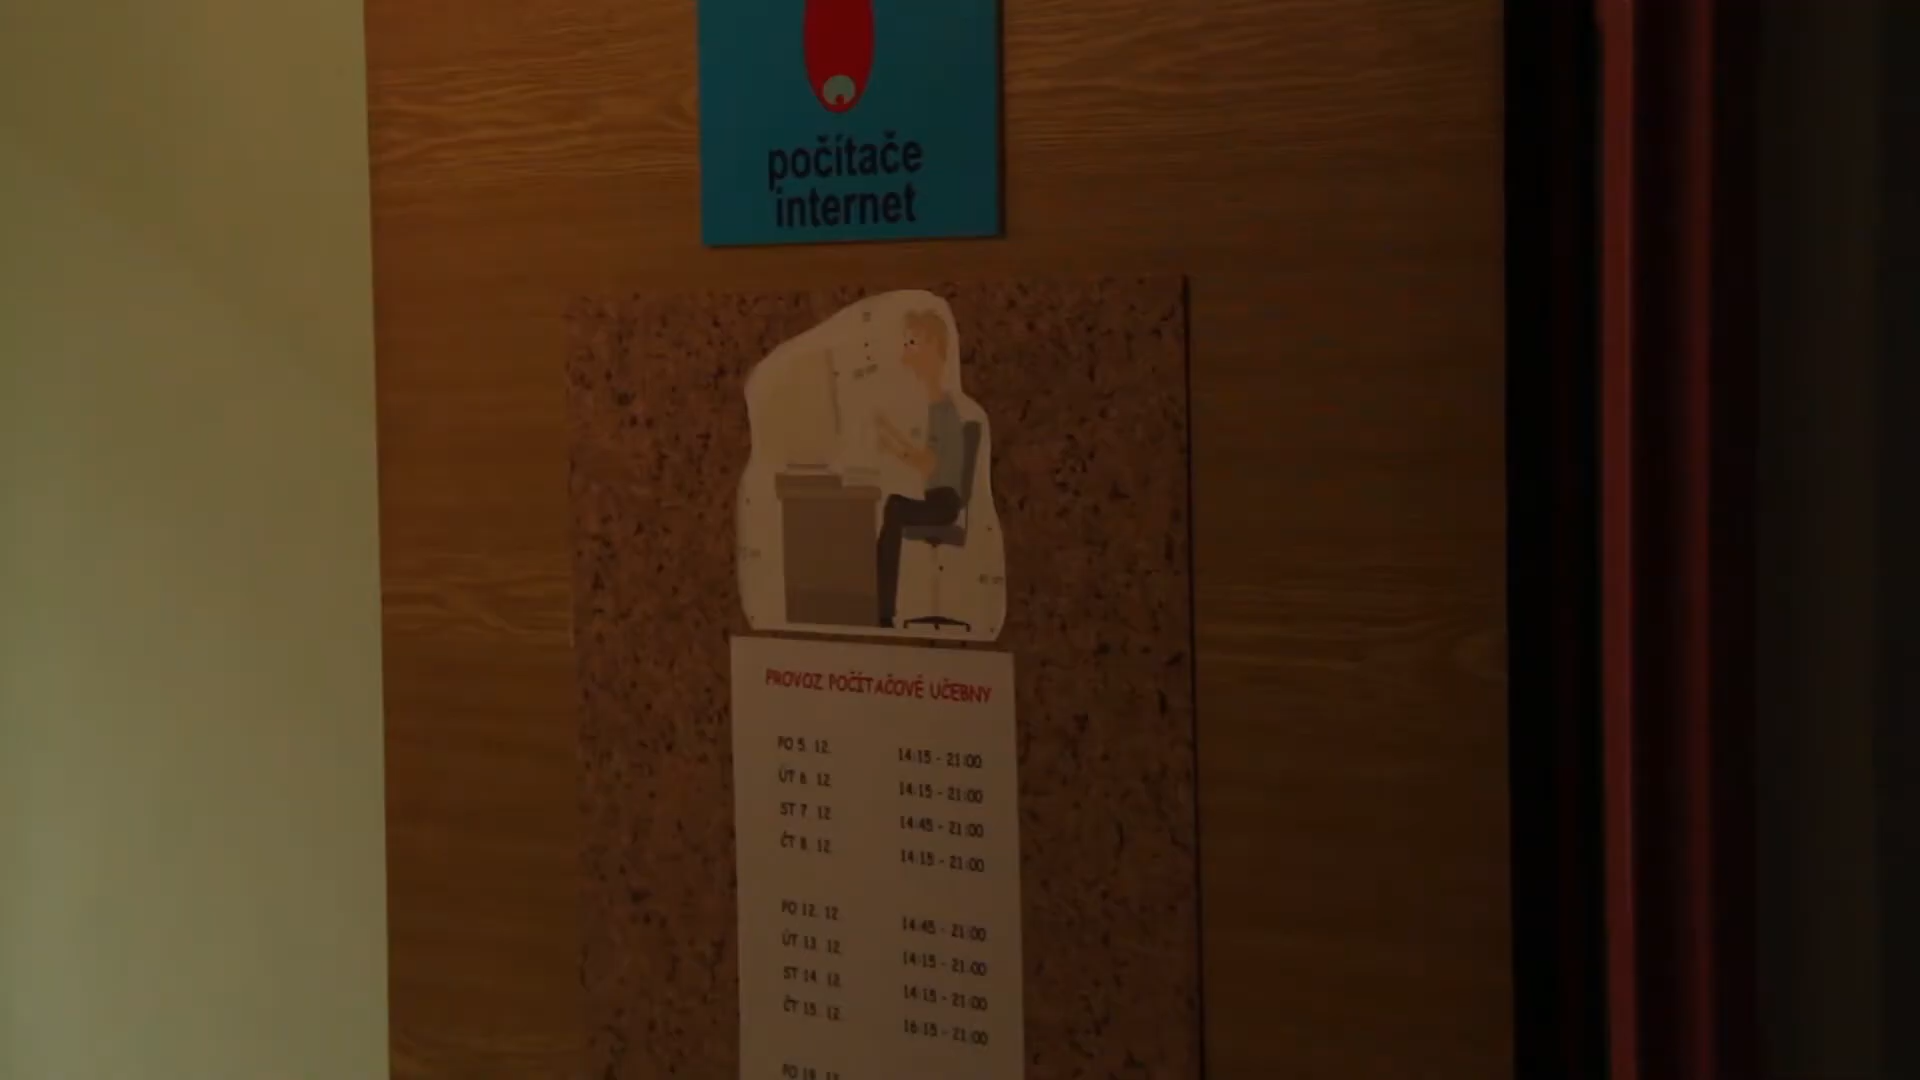 počítače
internet
PROVOZ POČÍTAČOVÉ UČEBNY
PO 5. 12. 14:15 - 21:00
ÚT 6. 12. 14:15 - 21:00
ST 7. 12. 14:45 - 21:00
ČT 8. 12. 14:15 - 21:00
PO 12. 12. 14:45 - 21:00
ÚT 13. 12. 14:15 - 21:00
ST 14. 12. 14:15 - 21:00
ČT 15. 12. 16:15 - 21:00